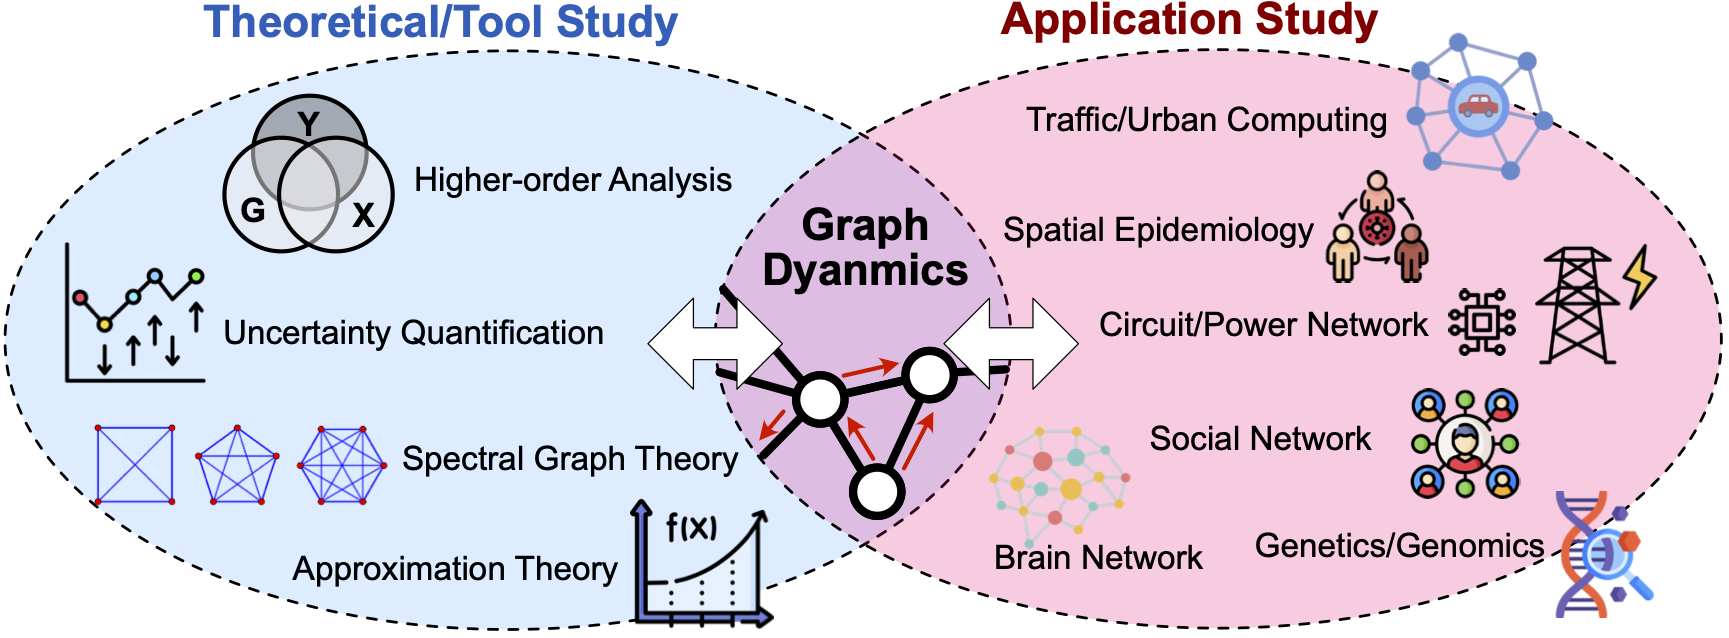 Theoretical/Tool Study
Application Study
Y
G
X
Higher-order Analysis
Uncertainty Quantification
Spectral Graph Theory
Approximation Theory
f(x)
Graph
Dyanmics
Traffic/Urban Computing
Spatial Epidemiology
Circuit/Power Network
Social Network
Brain Network
Genetics/Genomics